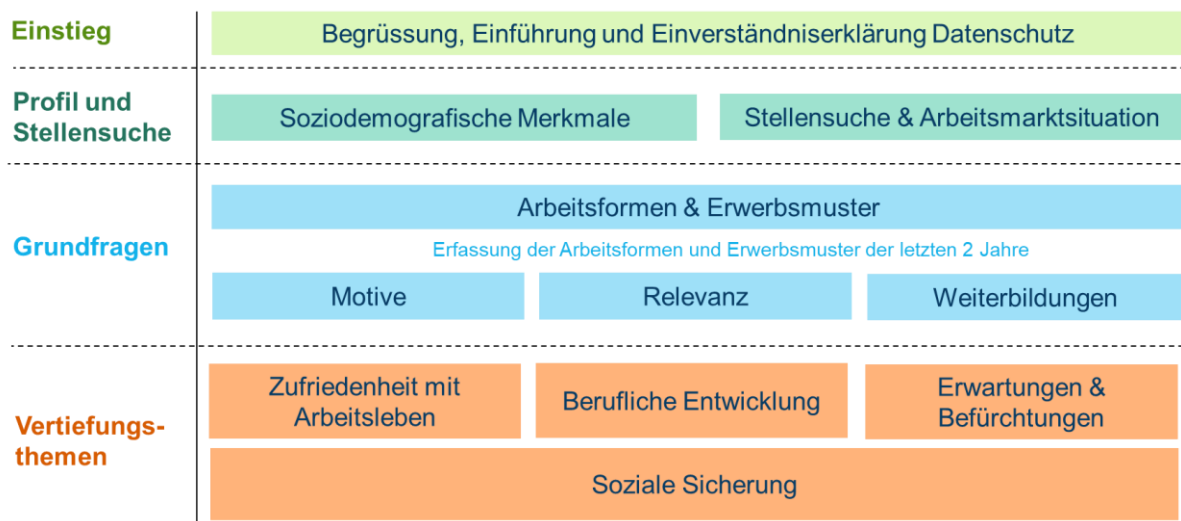 Einstieg
Begrüssung, Einführung und Einverständniserklärung Datenschutz
Profil und
Stellensuche
Soziodemografische Merkmale
Stellensuche & Arbeitsmarktsituation
Grundfragen
Arbeitsformen & Erwerbsmuster
Erfassung der Arbeitsformen und Erwerbsmuster der letzten 2 Jahre
Motive
Relevanz
Weiterbildungen
Vertiefungs-
themen
Zufriedenheit mit
Arbeitsleben
Berufliche Entwicklung
Erwartungen &
Befürchtungen
Soziale Sicherung